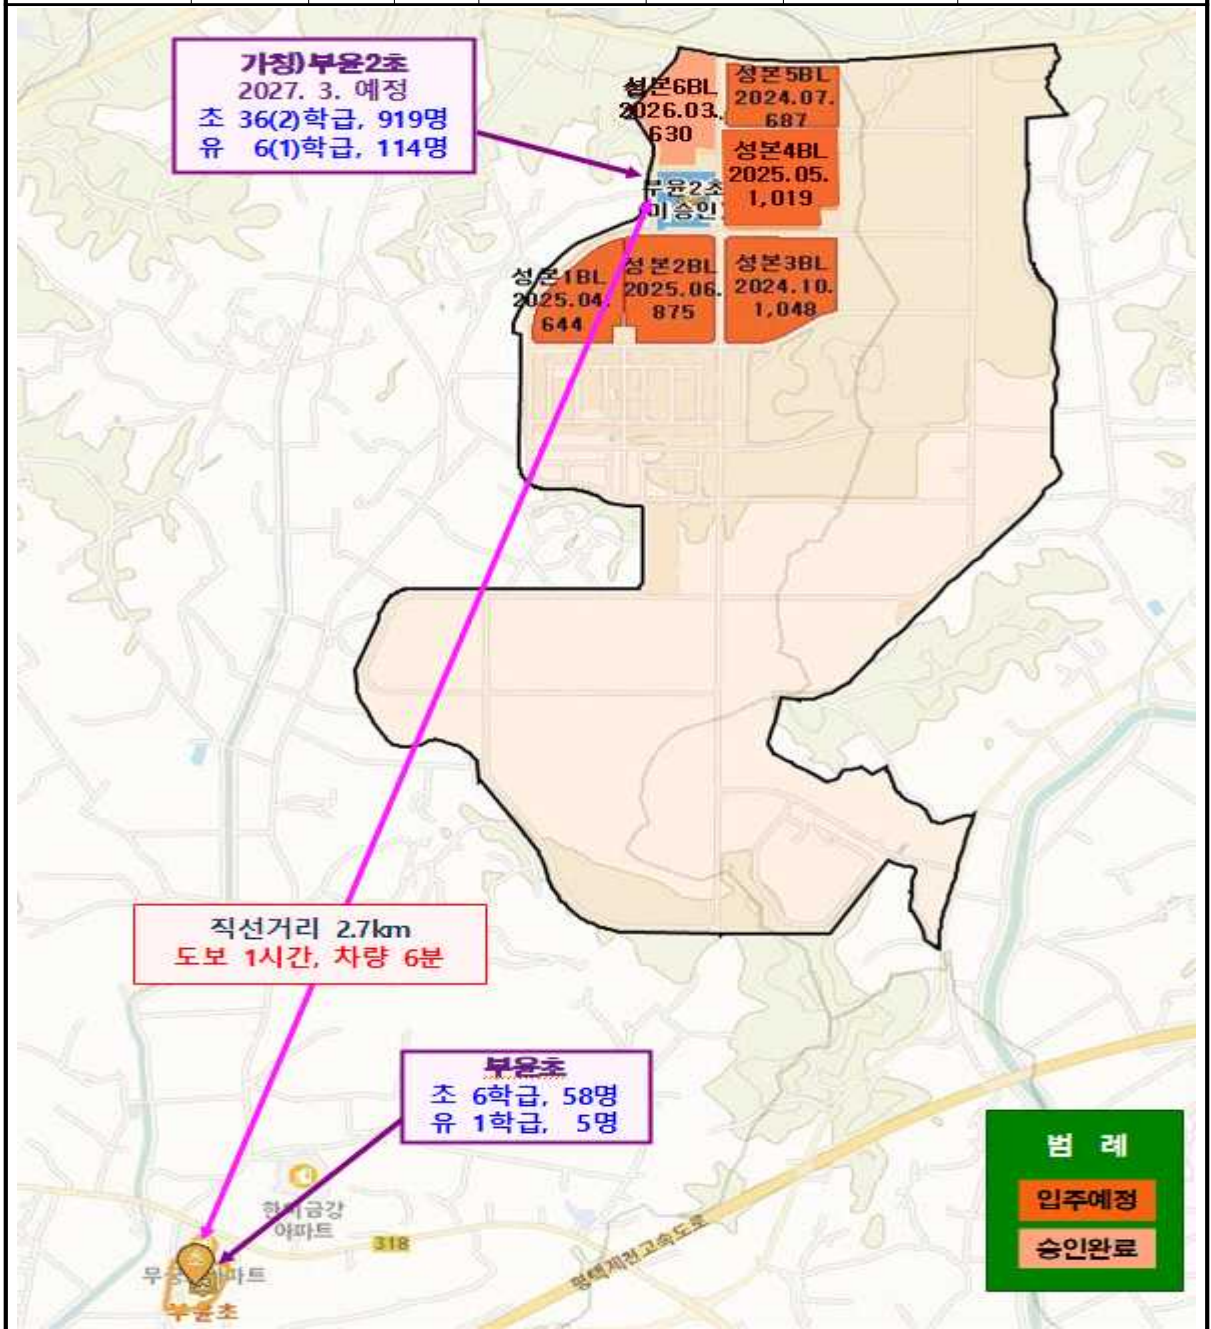 가칭)부윤2초
2027. 3. 예정
초 36(2)학급, 919명
유 6(1)학급, 114명
성본6BL
2026.03.
630
성본5BL
2024.07.
687
성본4BL
2025.05.
1,019
부윤2초
(미승인)
성본1BL
2025.04.
644
성본2BL
2025.06.
875
성본3BL
2024.10.
1,048
직선거리 2.7km
도보 1시간, 차량 6분
부윤초
초 6학급, 58명
유 1학급, 5명
금강
아파트
318
평택제천고속도로
부윤초
범 례
입주예정
승인완료